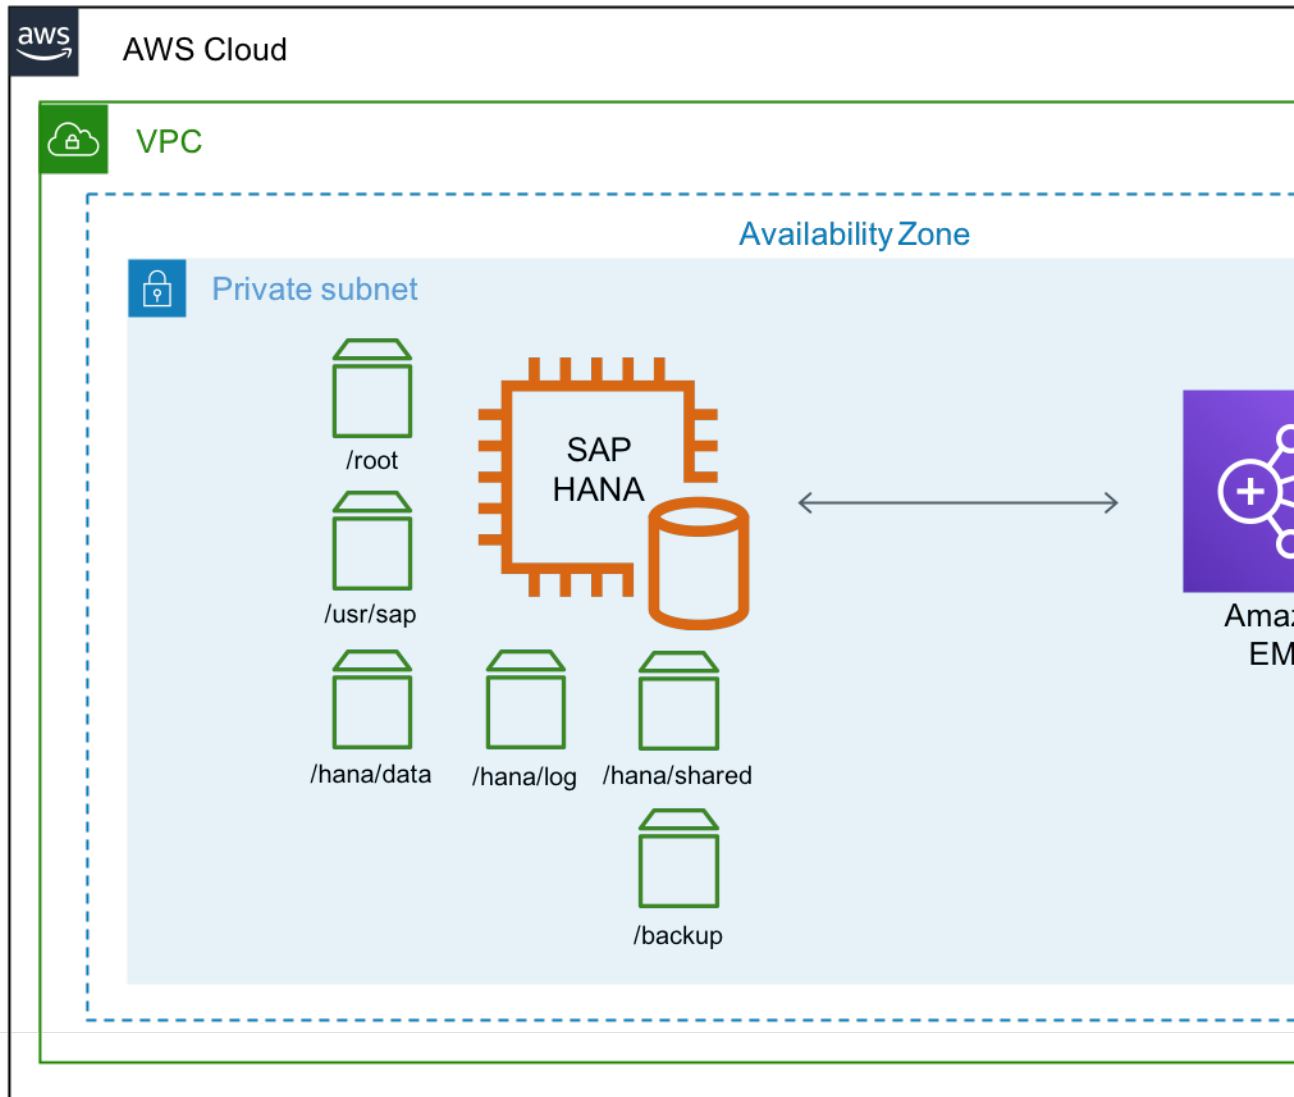 aws
AWS Cloud
VPC
Availability Zone
Private subnet
/root
SAP
HANA
/usr/sap
/hana/data
/hana/log
/hana/shared
/backup